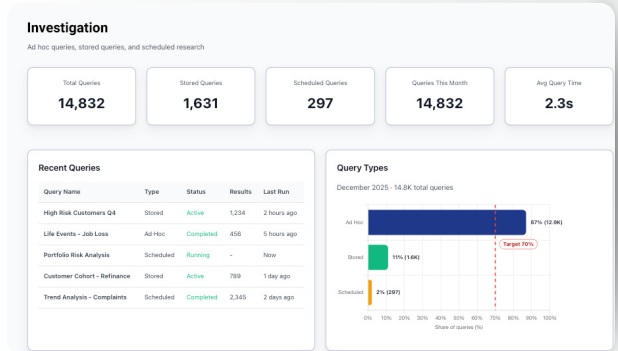 Investigation
Ad hoc queries, stored queries, and scheduled research
Total Queries
14,832
Stored Queries
1,631
Scheduled Queries
297
Queries This Month
14,832
Avg Query Time
2.3s
Recent Queries
Query Name Type Status Results Last Run
High Risk Customers Q4 Stored Active 1,234 2 hours ago
Life Events - Job Loss Ad Hoc Completed 456 5 hours ago
Portfolio Risk Analysis Scheduled Running - Now
Customer Cohort - Refinance Stored Active 789 1 day ago
Trend Analysis - Complaints Scheduled Completed 2,345 2 days ago
Query Types
December 2025 · 14.8K total queries
Ad Hoc 87% (12.9K)
Target 70%
Stored 11% (1.6K)
Scheduled 2% (297)
0% 10% 20% 30% 40% 50% 60% 70% 80% 90% 100%
Share of queries (%)